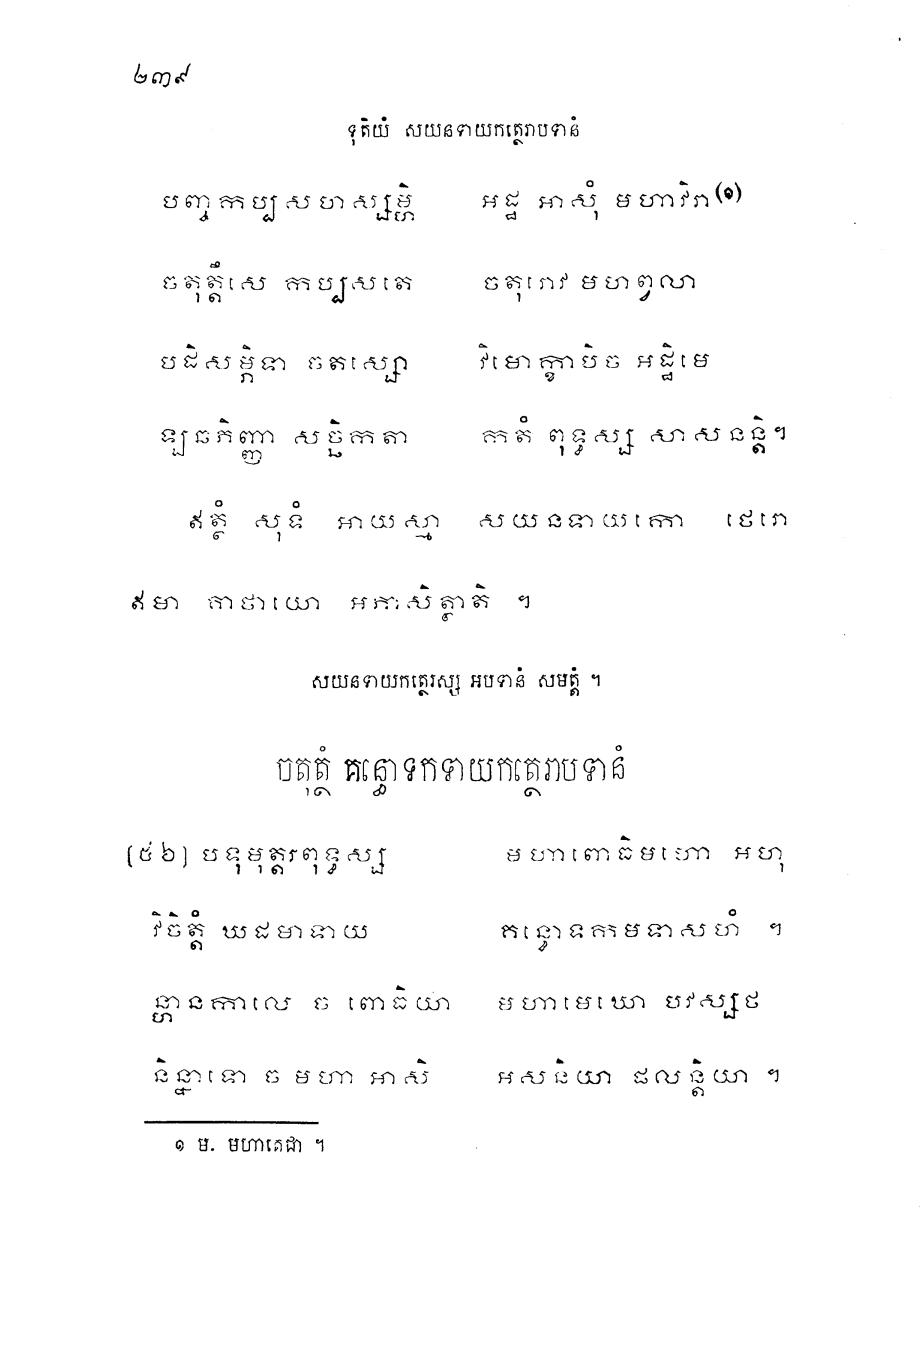 ២៣៩
ទុតិយំ សយនទាយកត្ថេរាបទានំ
បញ្ចកប្បសហស្សម្ហិ អដ្ឋ អាសុំ មហាវីរា(១)
ចតុត្តឹសេ កប្បសតេ ចតុរោវ មហព្វលា
បដិសម្ភិទា ចតស្សោ វិមោក្ខាបិច អដ្ឋិមេ
ឡបឋភិញ្ញា សច្ឆិកតា កតំ ពុទ្ធស្ស សាសនន្តិ។
ឥត្ថំ សុទំ អាយស្មា សយនទាយកោ ថេរោ
ឥមា គាថាយោ អភាសិត្ថាតិ ។
សយនទាយកត្ថេរស្ស អបទានំ សមត្តំ ។
ចតុត្ថំ គន្ធោទកទាយកត្ថេរាបទានំ
[៥៦] បទុមុត្តរពុទ្ធស្ស មហាពោធិមហោ អហុ
វិចិត្តំ ឃដមាទាយ គន្ធោទកមទាសហំ ។
ន្ហានកាលេ ច ពោធិយា មហាមេឃោ បវស្សថ
និន្នាទោ ច មហា អាសិ អសនិយា ផលន្តិយា ។
១ ម. មហាតេជា ។